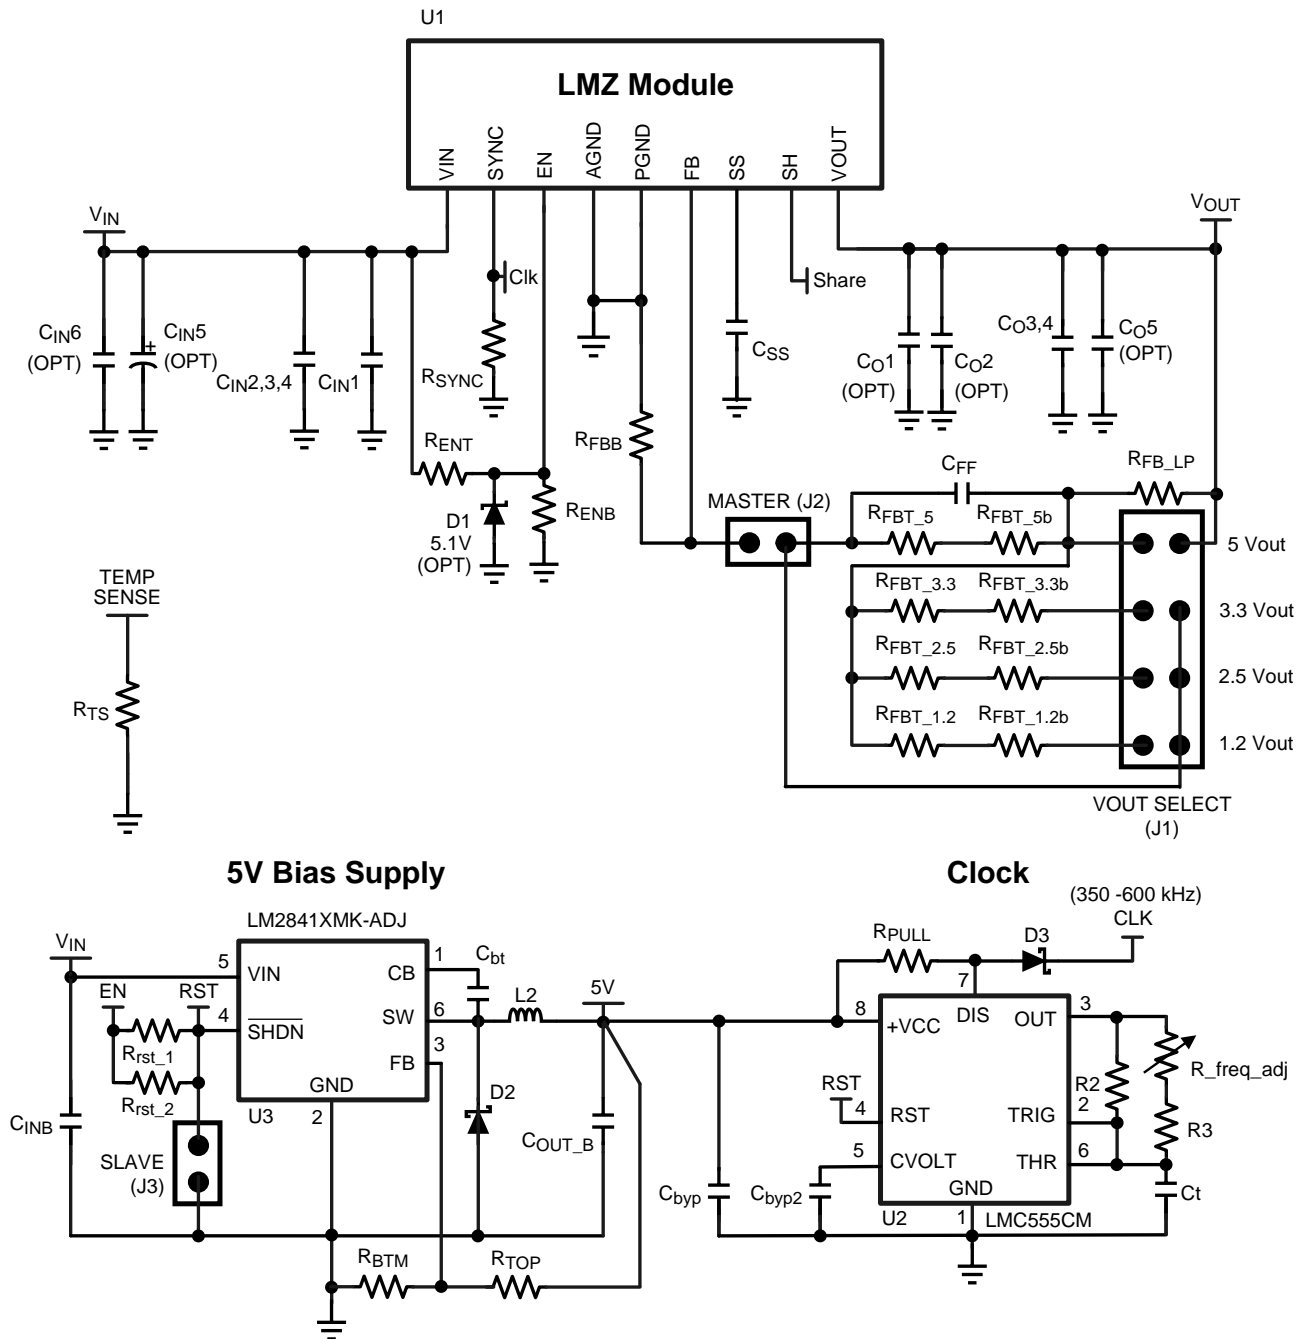 U1
LMZ Module
VIN
SYNC
EN
AGND
PGND
FB
SS
SH
VOUT
VIN
VOUT
Clk
Share
CIN6
(OPT)
+
CIN5
(OPT)
CIN2,3,4
CIN1
RSYNC
CSS
CO1
(OPT)
CO2
(OPT)
CO3,4
CO5
(OPT)
RENT
RFBB
D1
5.1V
(OPT)
RENB
MASTER (J2)
CFF
RFB_LP
RFBT_5
RFBT_5b
5 Vout
RFBT_3.3
RFBT_3.3b
3.3 Vout
RFBT_2.5
RFBT_2.5b
2.5 Vout
RFBT_1.2
RFBT_1.2b
1.2 Vout
VOUT SELECT
(J1)
TEMP
SENSE
RTS
5V Bias Supply
LM2841XMK-ADJ
VIN
5
VIN
EN
RST
4
SHDN
Rrst_1
Rrst_2
CINB
SLAVE
(J3)
U3
GND
2
CB
1
SW
6
FB
3
Cbt
L2
5V
D2
COUT_B
RBTM
RTOP
Clock
(350 -600 kHz)
CLK
RPULL
D3
7
8
+VCC
DIS
OUT
3
RST
4
RST
TRIG
2
5
CVOLT
THR
6
GND
1
U2
LMC555CM
R2
R_freq_adj
R3
Ct
Cbyp
Cbyp2